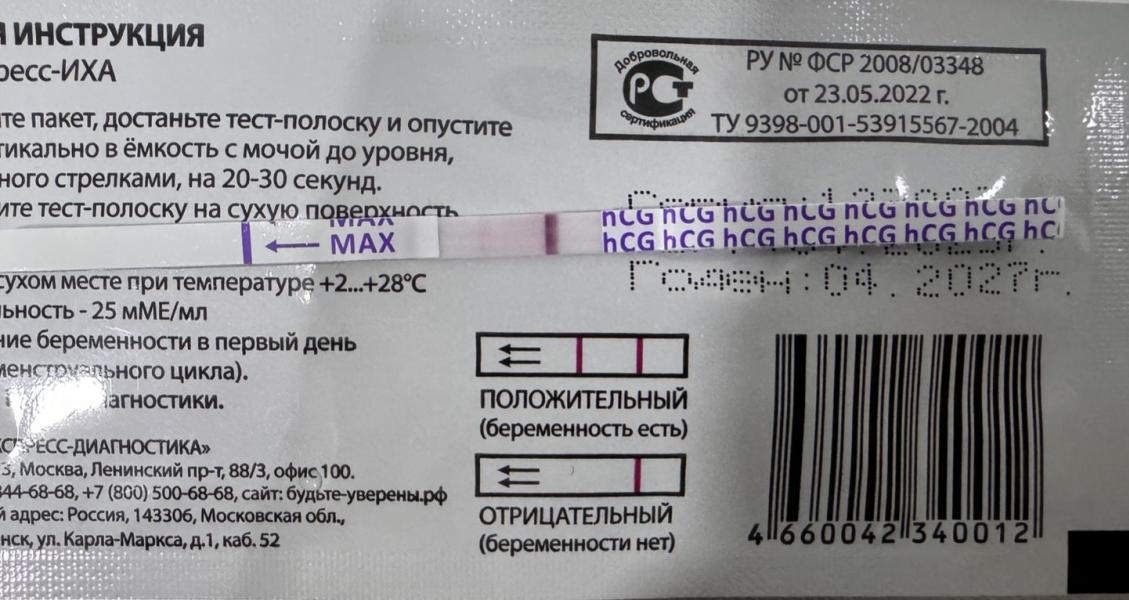 ИНСТРУКЦИЯ
ресс-ИХА
те пакет, достаньте тест-полоску и опустите
тикально в ёмкость с мочой до уровня,
ного стрелками, на 20-30 секунд.
ите тест-полоску на сухую поверхность
MAX
MAX
hCG hCG hCG hCG hCG hCG hCG hC
hCG hCG hCG hCG hCG hCG hCG hC
сухом месте при температуре +2...+28°С
ьность - 25 мМЕ/мл
ние беременности в первый день
менструального цикла).
агностики.
«ЭКСПРЕСС-ДИАГНОСТИКА»
3, Москва, Ленинский пр-т, 88/3, офис 100.
344-68-68, +7 (800) 500-68-68, сайт: будьте-уверены.рф
й адрес: Россия, 143306, Московская обл.,
нск, ул. Карла-Маркса, д.1, каб. 52
Добровольная
РСТ
сертификация
РУ № ФСР 2008/03348
от 23.05.2022 г.
ТУ 9398-001-53915567-2004
Годен:04.2027г.
ПОЛОЖИТЕЛЬНЫЙ
(беременность есть)
ОТРИЦАТЕЛЬНЫЙ
(беременности нет)
4 660042 340012